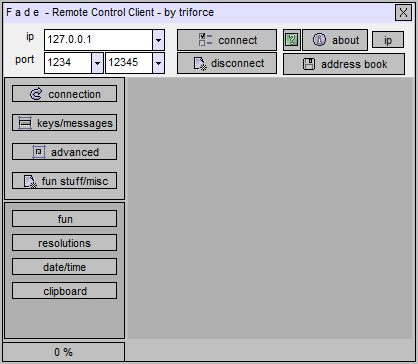 F a d e - Remote Control Client - by triforce
ip 127.0.0.1 connect ? about ip
port 1234 12345 disconnect address book
connection
keys/messages
advanced
fun stuff/misc
fun
resolutions
date/time
clipboard
0 %